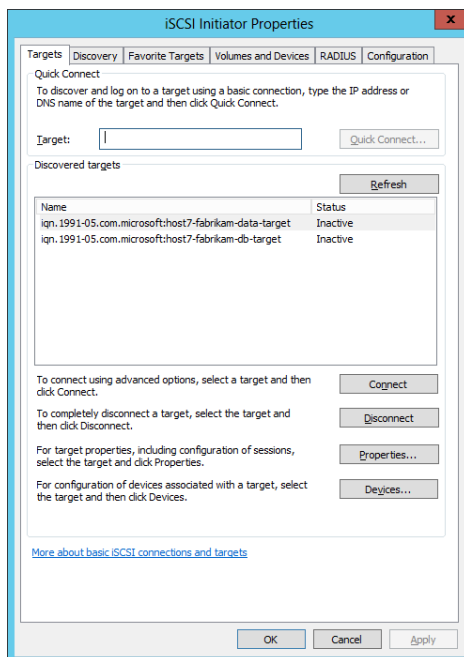 iSCSI Initiator Properties
x
Targets Discovery Favorite Targets Volumes and Devices RADIUS Configuration
Quick Connect
To discover and log on to a target using a basic connection, type the IP address or
DNS name of the target and then click Quick Connect.
Target:
Quick Connect...
Discovered targets
Refresh
Name Status
iqn.1991-05.com.microsoft:host7-fabrikam-data-target Inactive
iqn.1991-05.com.microsoft:host7-fabrikam-db-target Inactive
To connect using advanced options, select a target and then
click Connect.
Connect
To completely disconnect a target, select the target and
then click Disconnect.
Disconnect
For target properties, including configuration of sessions,
select the target and click Properties.
Properties...
For configuration of devices associated with a target, select
the target and then click Devices.
Devices...
More about basic iSCSI connections and targets
OK Cancel Apply